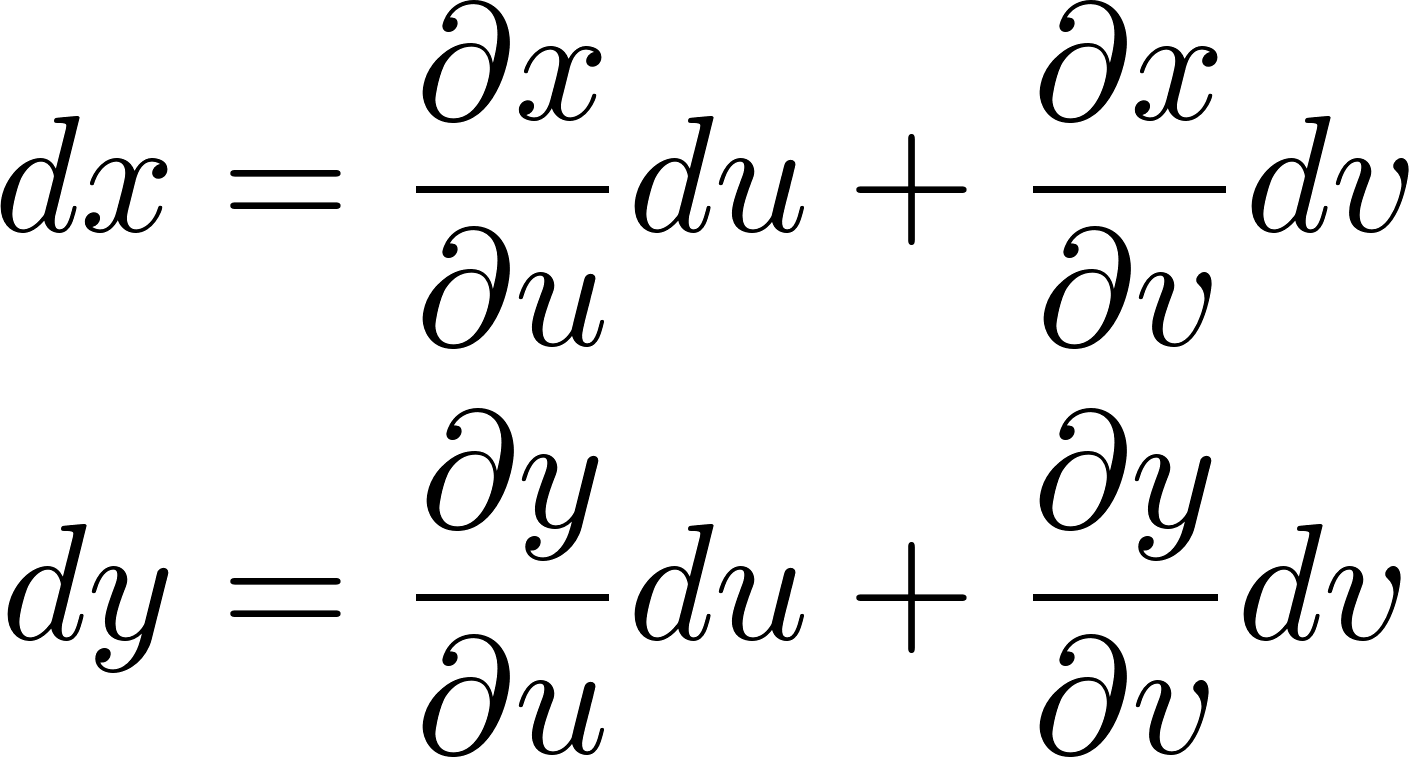 dx = ∂x/∂u du + ∂x/∂v dv
dy = ∂y/∂u du + ∂y/∂v dv